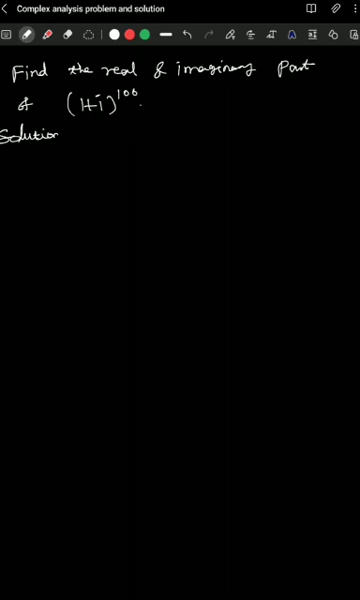 Complex analysis problem and solution
Find the real & imaginary Part
of (1+i)^100.
Solution